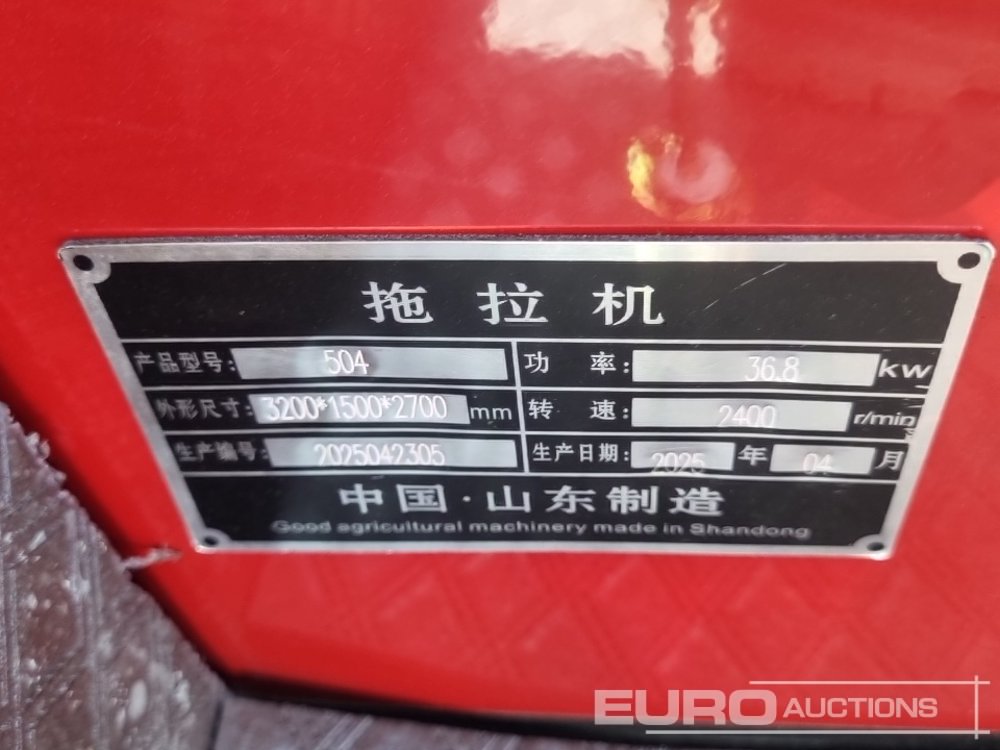 拖拉机
产品型号: 504 功率: 36.8 kw
外形尺寸: 3200*1500*2700 mm 转速: 2400 r/min
生产编号: 2025042305 生产日期: 2025 年 04 月
中国·山东制造
Good agricultural machinery made in Shandong
EURO AUCTIONS